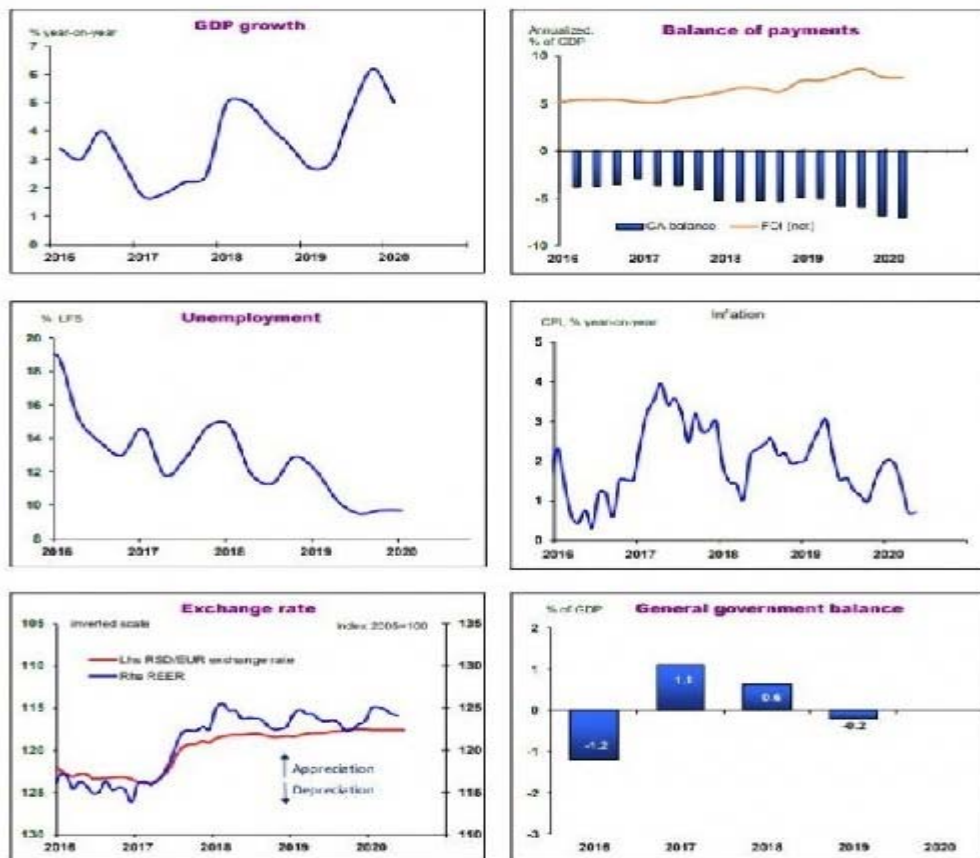 GDP growth
% year-on-year
7
6
5
4
3
2
1
0
2016 2017 2018 2019 2020
Balance of payments
Annualized,
% of GDP
10
5
0
-5
-10
CA balance FDI (net)
2016 2017 2018 2019 2020
Unemployment
% LFS
20
18
16
14
12
10
8
2016 2017 2018 2019 2020
Inflation
CPI, % year-on-year
5
4
3
2
1
0
2016 2017 2018 2019 2020
Exchange rate
Inverted scale Index 2005=100
105 135
110 130
Lhs RSD/EUR exchange rate
Rhs REER
115 125
120 120
Appreciation
Depreciation
125 115
130 110
2016 2017 2018 2019 2020
General government balance
% of GDP
2
1
0
-1
-2
-3
-1.2
1.1
0.6
-0.2
2016 2017 2018 2019 2020